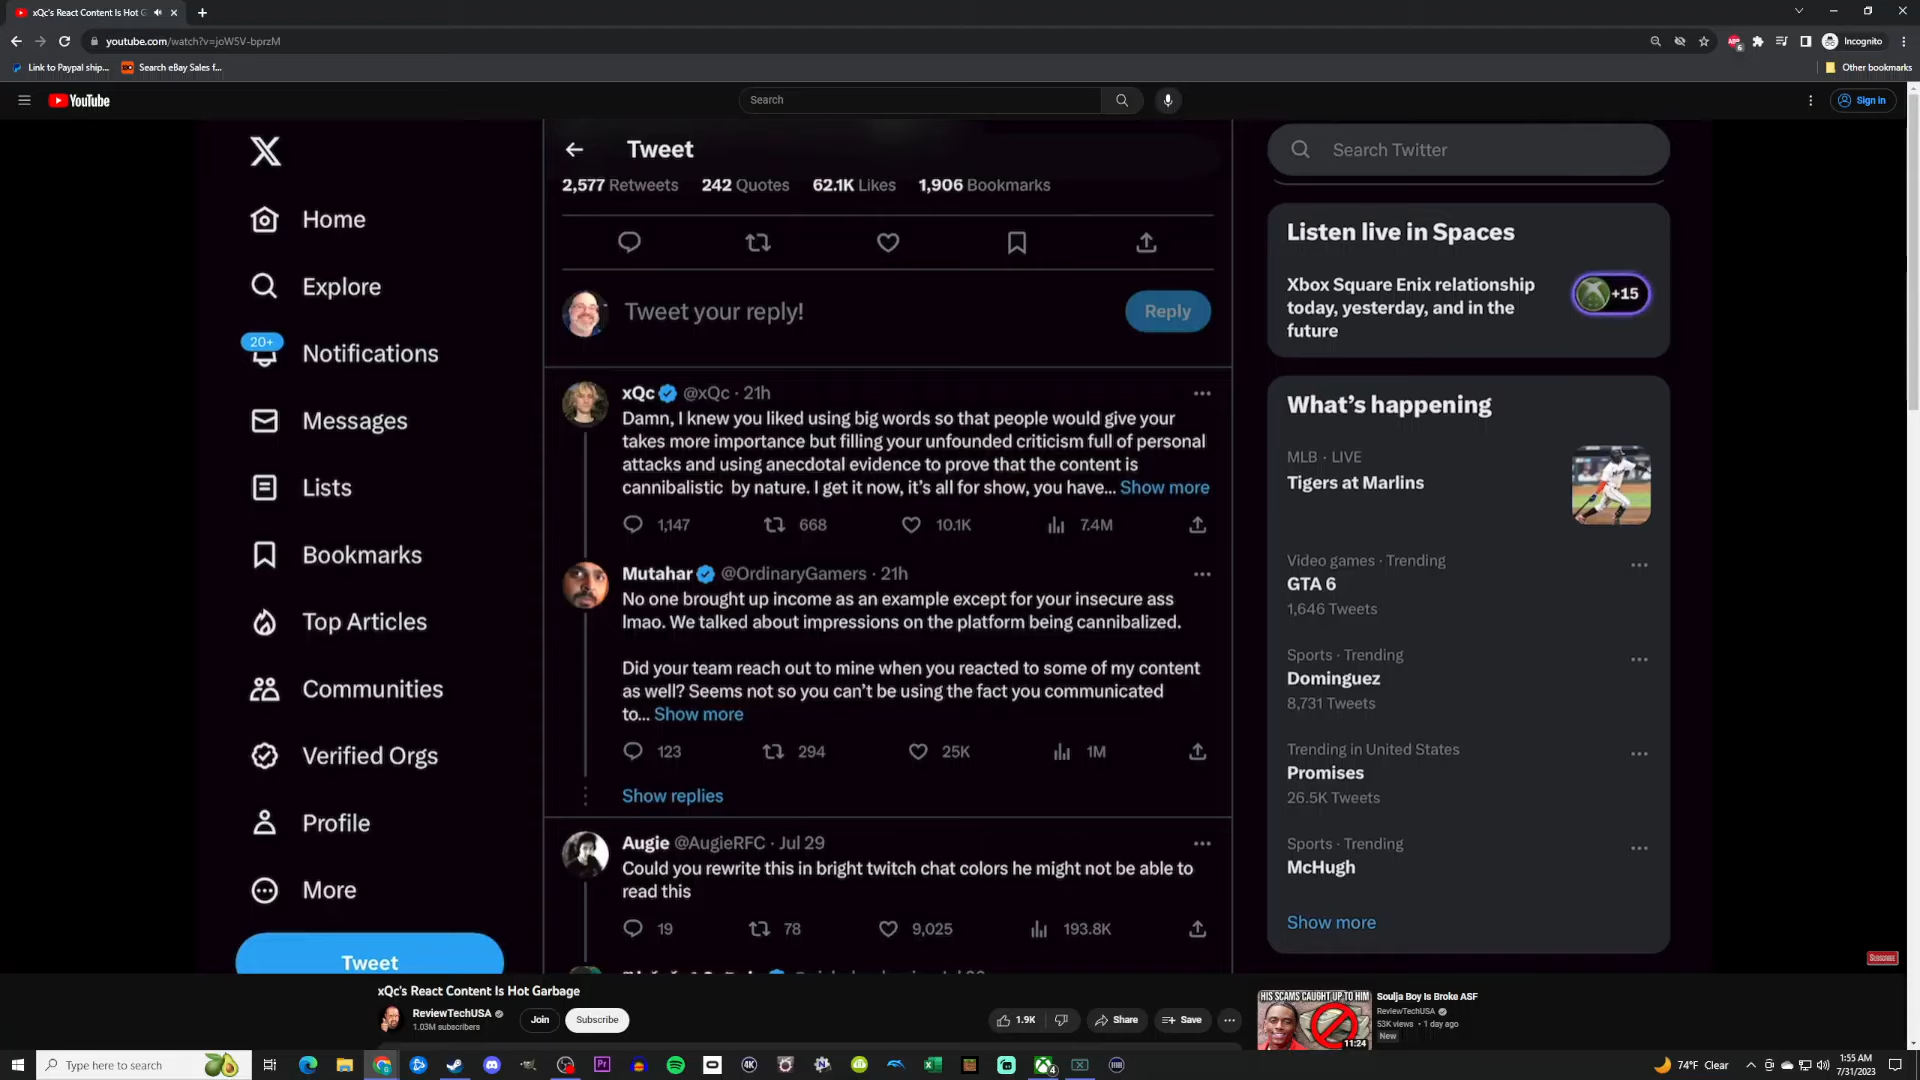 xQc's React Content Is Hot G
youtube.com/watch?v=joW5V-bprzM
Incognito
Link to Paypal ship...
Search eBay Sales f...
Other bookmarks
YouTube
Search
Sign in
X
Home
Explore
20+
Notifications
Messages
Lists
Bookmarks
Top Articles
Communities
Verified Orgs
Profile
More
Tweet
Tweet
2,577 Retweets 242 Quotes 62.1K Likes 1,906 Bookmarks
Tweet your reply!
Reply
xQc @xQc · 21h
Damn, I knew you liked using big words so that people would give your
takes more importance but filling your unfounded criticism full of personal
attacks and using anecdotal evidence to prove that the content is
cannibalistic by nature. I get it now, it's all for show, you have... Show more
1,147 668 10.1K 7.4M
Mutahar @OrdinaryGamers · 21h
No one brought up income as an example except for your insecure ass
lmao. We talked about impressions on the platform being cannibalized.
Did your team reach out to mine when you reacted to some of my content
as well? Seems not so you can't be using the fact you communicated
to... Show more
123 294 25K 1M
Show replies
Augie @AugieRFC · Jul 29
Could you rewrite this in bright twitch chat colors he might not be able to
read this
19 78 9,025 193.8K
Search Twitter
Listen live in Spaces
Xbox Square Enix relationship
today, yesterday, and in the
future
+15
What's happening
MLB · LIVE
Tigers at Marlins
Video games · Trending
GTA 6
1,646 Tweets
Sports · Trending
Dominguez
8,731 Tweets
Trending in United States
Promises
26.5K Tweets
Sports · Trending
McHugh
Show more
SUBSCRIBE
xQc's React Content Is Hot Garbage
ReviewTechUSA
1.03M subscribers
Join
Subscribe
1.9K
Share
Save
HIS SCAMS CAUGHT UP TO HIM
11:24
Soulja Boy Is Broke ASF
ReviewTechUSA
53K views · 1 day ago
New
Type here to search
74°F Clear
1:55 AM
7/31/2023